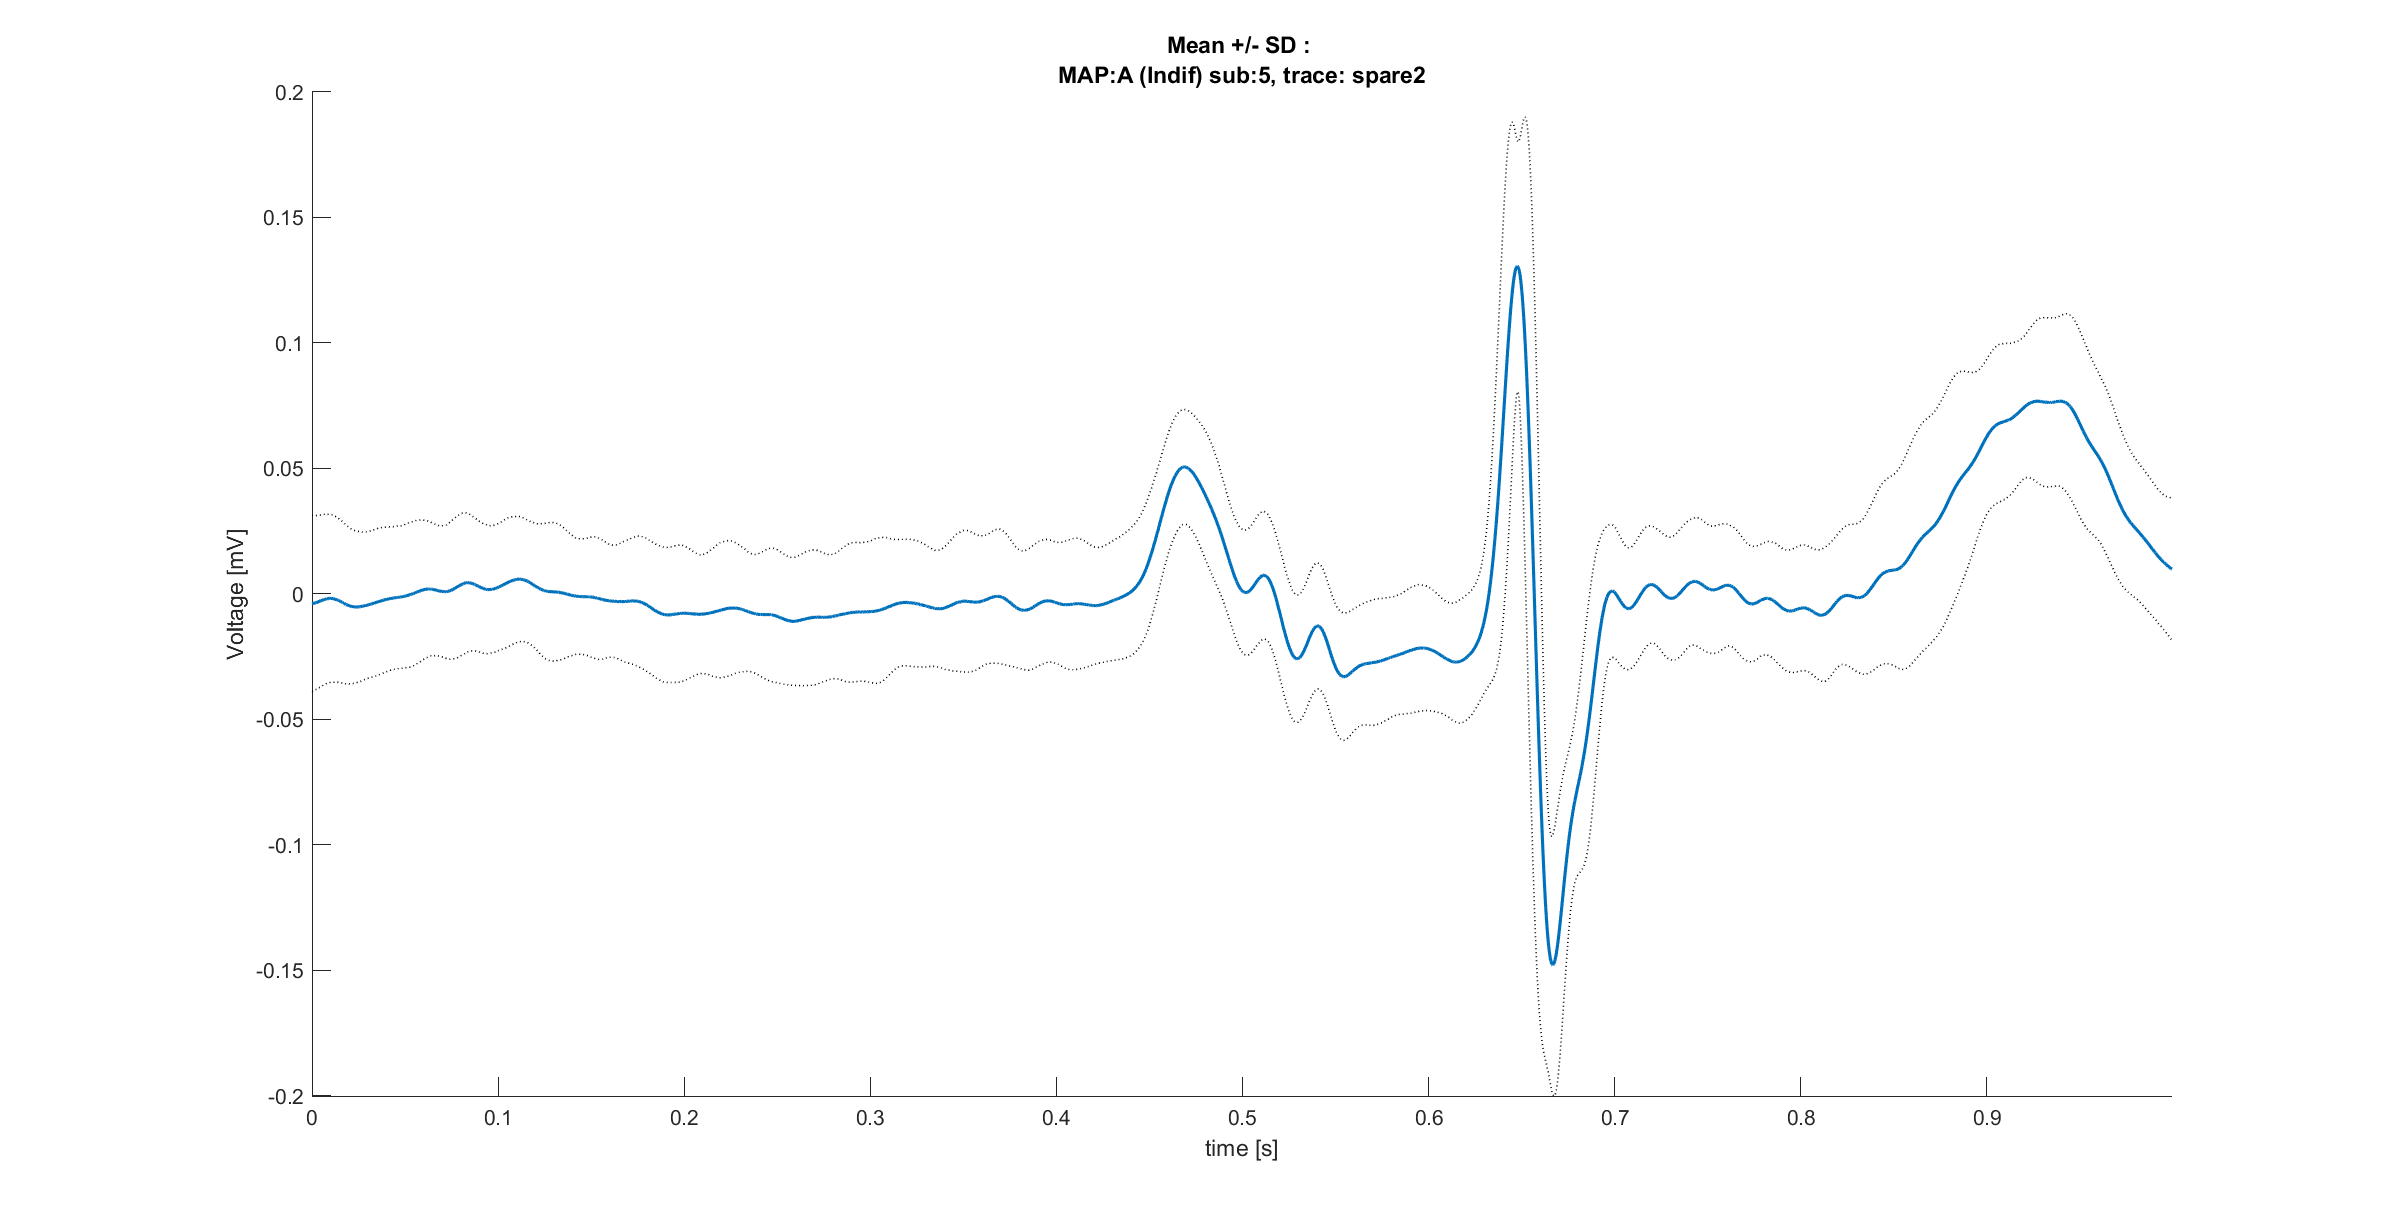 Mean +/- SD :
MAP:A (Indif) sub:5, trace: spare2
0.2
0.15
0.1
0.05
0
-0.05
-0.1
-0.15
-0.2
Voltage [mV]
0 0.1 0.2 0.3 0.4 0.5 0.6 0.7 0.8 0.9
time [s]